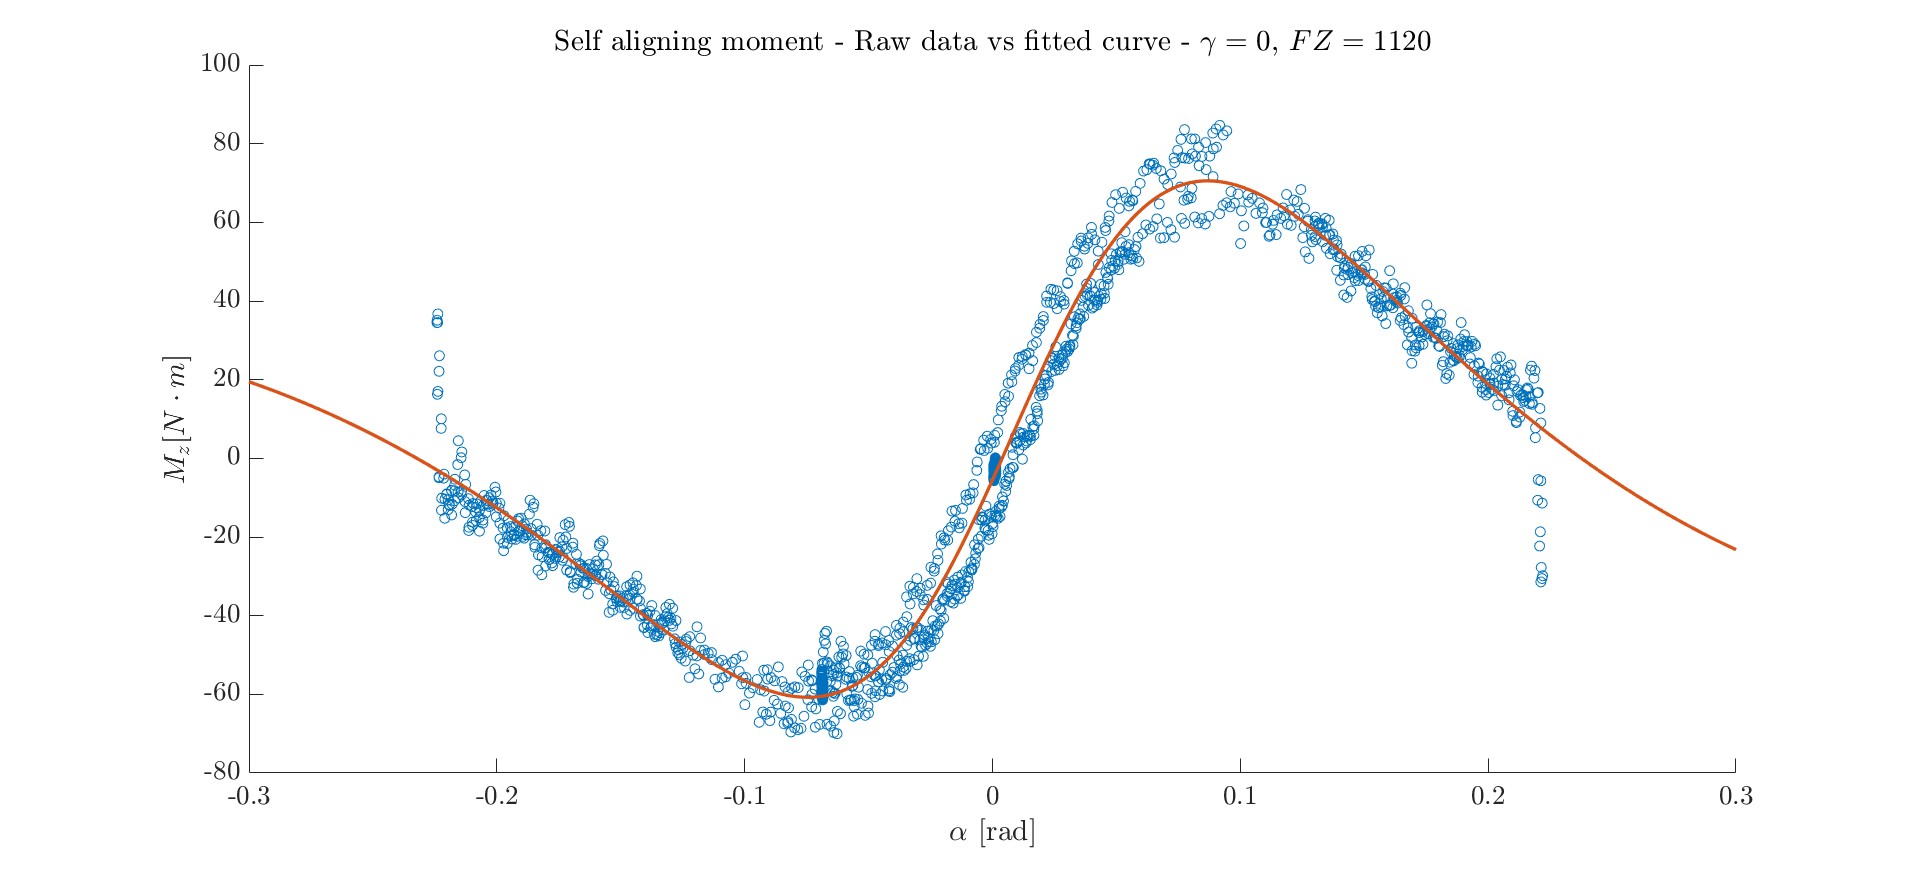 Self aligning moment - Raw data vs fitted curve - γ = 0, FZ = 1120
100
80
60
40
20
0
-20
-40
-60
-80
M_z[N · m]
-0.3 -0.2 -0.1 0 0.1 0.2 0.3
α [rad]